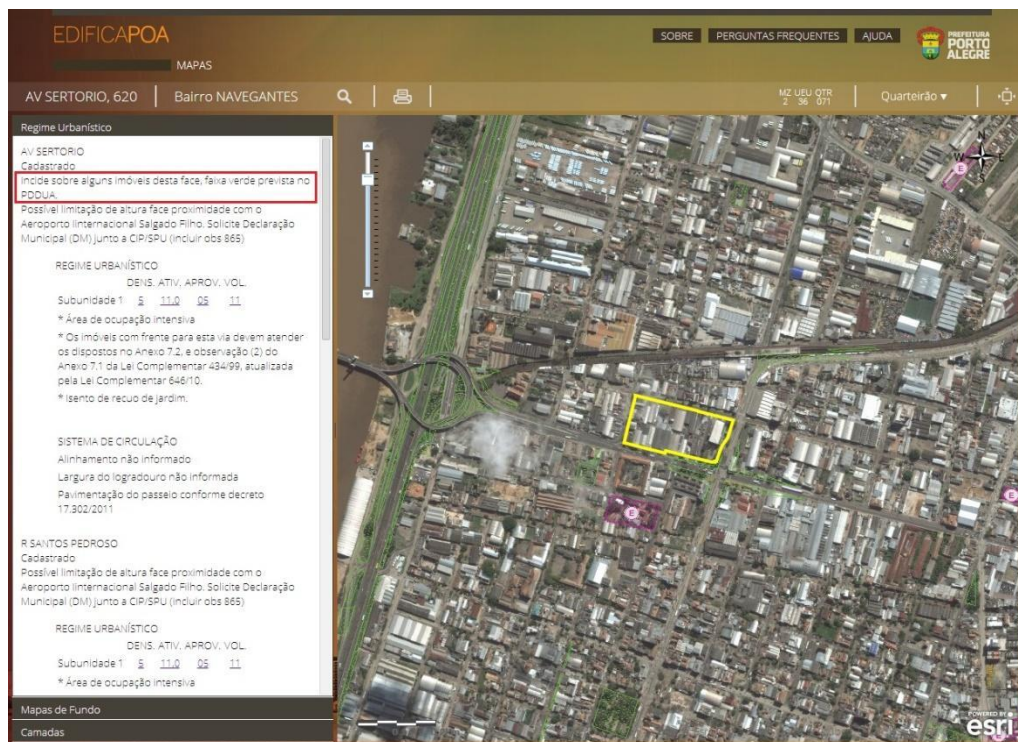 EDIFICAPOA
MAPAS
SOBRE
PERGUNTAS FREQUENTES
AJUDA
PREFEITURA
PORTO
ALEGRE
AV SERTORIO, 620
Bairro NAVEGANTES
MZ UEU QTR
2 36 071
Quarteirão
Regime Urbanístico
AV SERTORIO
Cadastrado
Incide sobre alguns imóveis desta face, faixa verde prevista no
PDDUA.
Possível limitação de altura face proximidade com o
Aeroporto Iinternacional Salgado Filho. Solicite Declaração
Municipal (DM) junto a CIP/SPU (incluir obs 865)
REGIME URBANÍSTICO
DENS. ATIV. APROV. VOL.
Subunidade 1 5 11.0 05 11
* Área de ocupação intensiva
* Os imóveis com frente para esta via devem atender
os dispostos no Anexo 7.2, e observação (2) do
Anexo 7.1 da Lei Complementar 434/99, atualizada
pela Lei Complementar 646/10.
* Isento de recuo de jardim.
SISTEMA DE CIRCULAÇÃO
Alinhamento não informado
Largura do logradouro não informada
Pavimentação do passeio conforme decreto
17.302/2011
R SANTOS PEDROSO
Cadastrado
Possível limitação de altura face proximidade com o
Aeroporto Iinternacional Salgado Filho. Solicite Declaração
Municipal (DM) junto a CIP/SPU (incluir obs 865)
REGIME URBANÍSTICO
DENS. ATIV. APROV. VOL.
Subunidade 1 5 11.0 05 11
* Área de ocupação intensiva
Mapas de Fundo
Camadas
N
W E
S
E
E
E
POWERED BY
esri